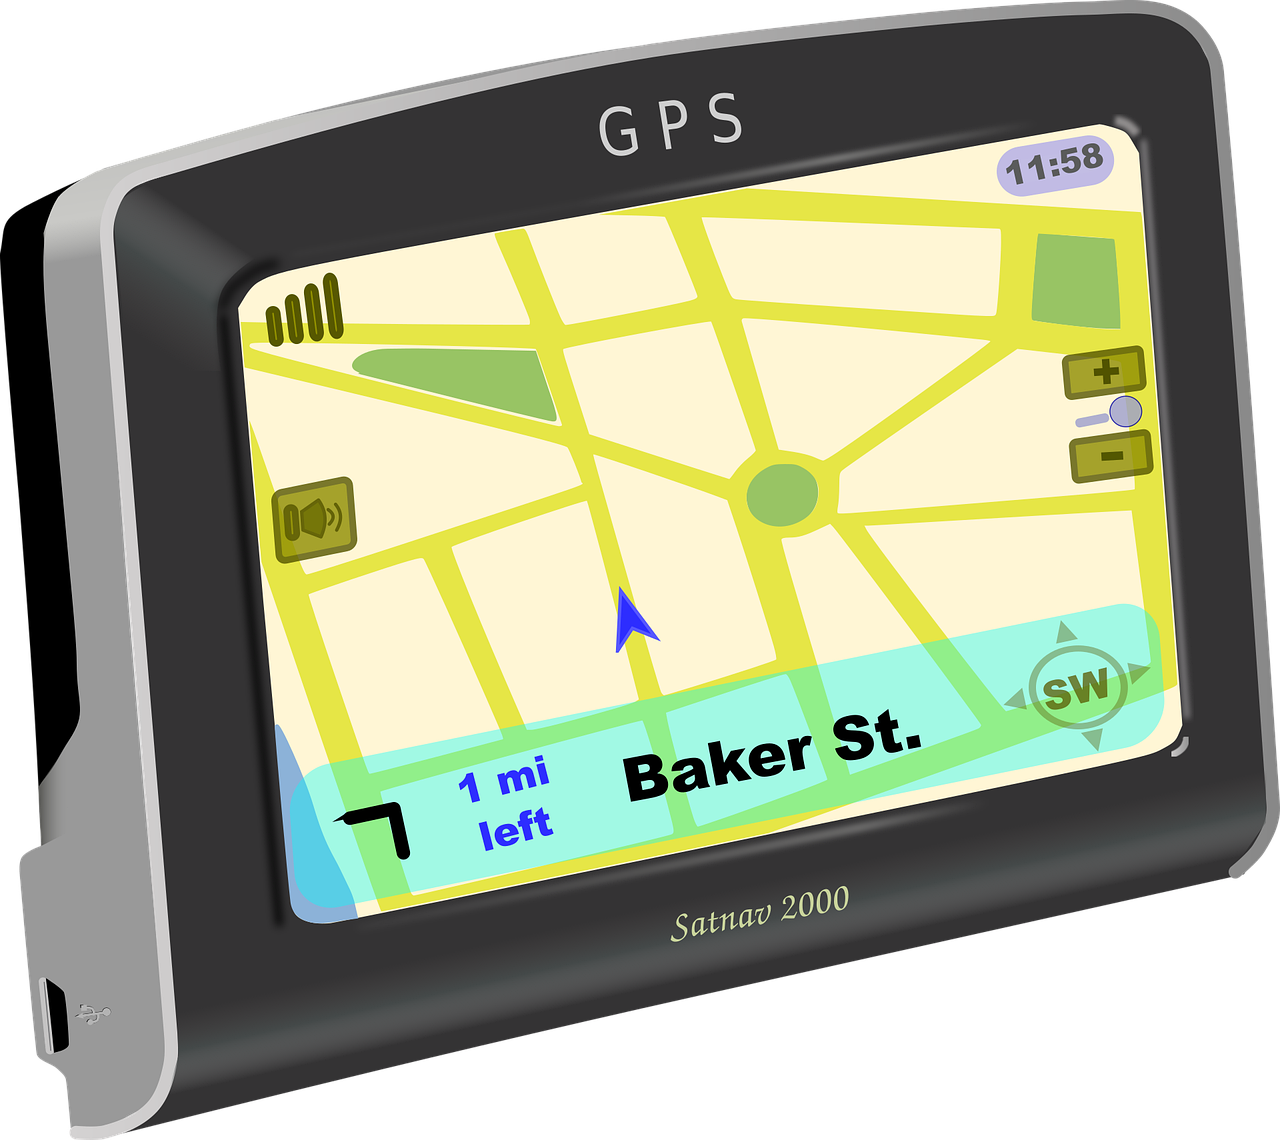 GPS
11:58
+
-
1 mi
left
Baker St.
SW
Satnav 2000